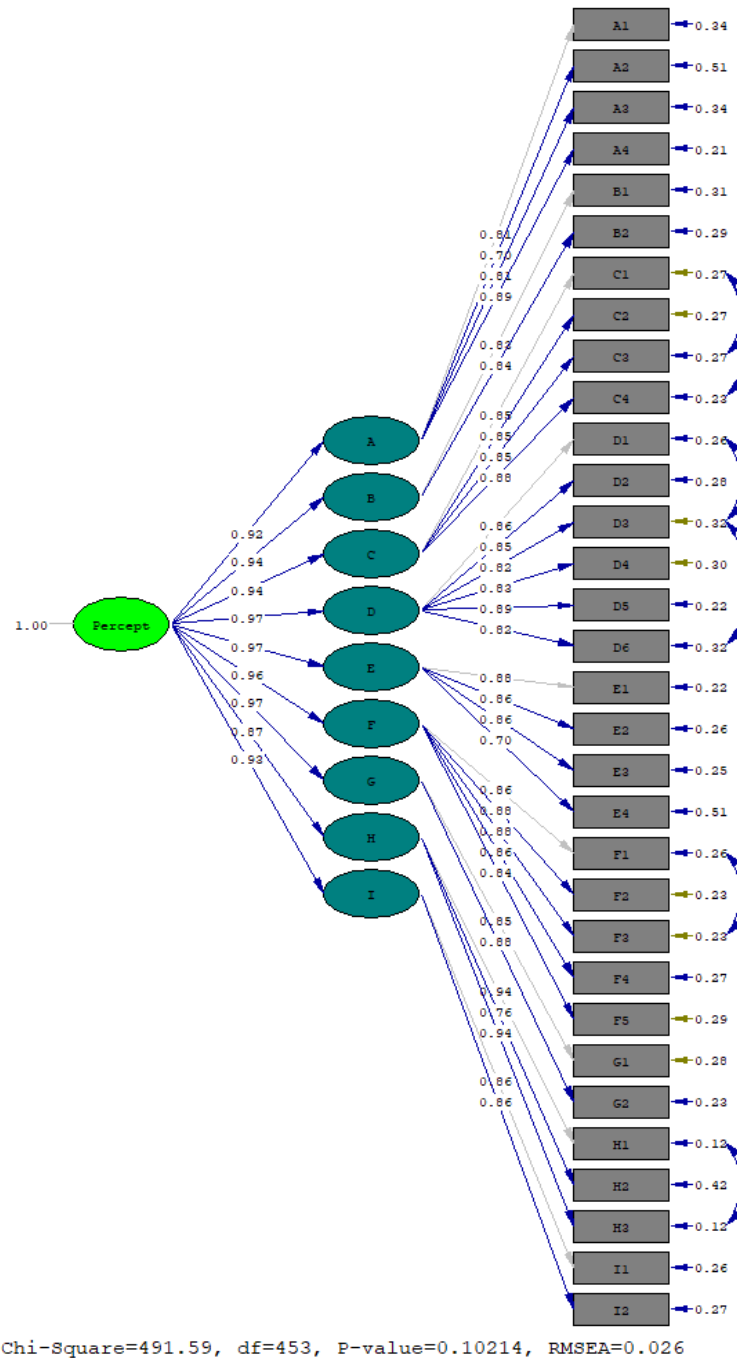 A1 0.34
A2 0.51
A3 0.34
A4 0.21
B1 0.31
B2 0.29
C1 0.27
C2 0.27
C3 0.27
C4 0.23
D1 0.26
D2 0.28
D3 0.32
D4 0.30
D5 0.22
D6 0.32
E1 0.22
E2 0.26
E3 0.25
E4 0.51
F1 0.26
F2 0.23
F3 0.23
F4 0.27
F5 0.29
G1 0.28
G2 0.23
H1 0.12
H2 0.42
H3 0.12
I1 0.26
I2 0.27
0.81
0.70
0.81
0.89
0.83
0.84
0.85
0.85
0.85
0.88
0.86
0.85
0.82
0.83
0.89
0.82
0.88
0.86
0.86
0.70
0.86
0.88
0.88
0.86
0.84
0.85
0.88
0.94
0.76
0.94
0.86
0.86
A
B
C
D
E
F
G
H
I
0.92
0.94
0.94
0.97
0.97
0.96
0.97
0.87
0.93
1.00 Percept
Chi-Square=491.59, df=453, P-value=0.10214, RMSEA=0.026